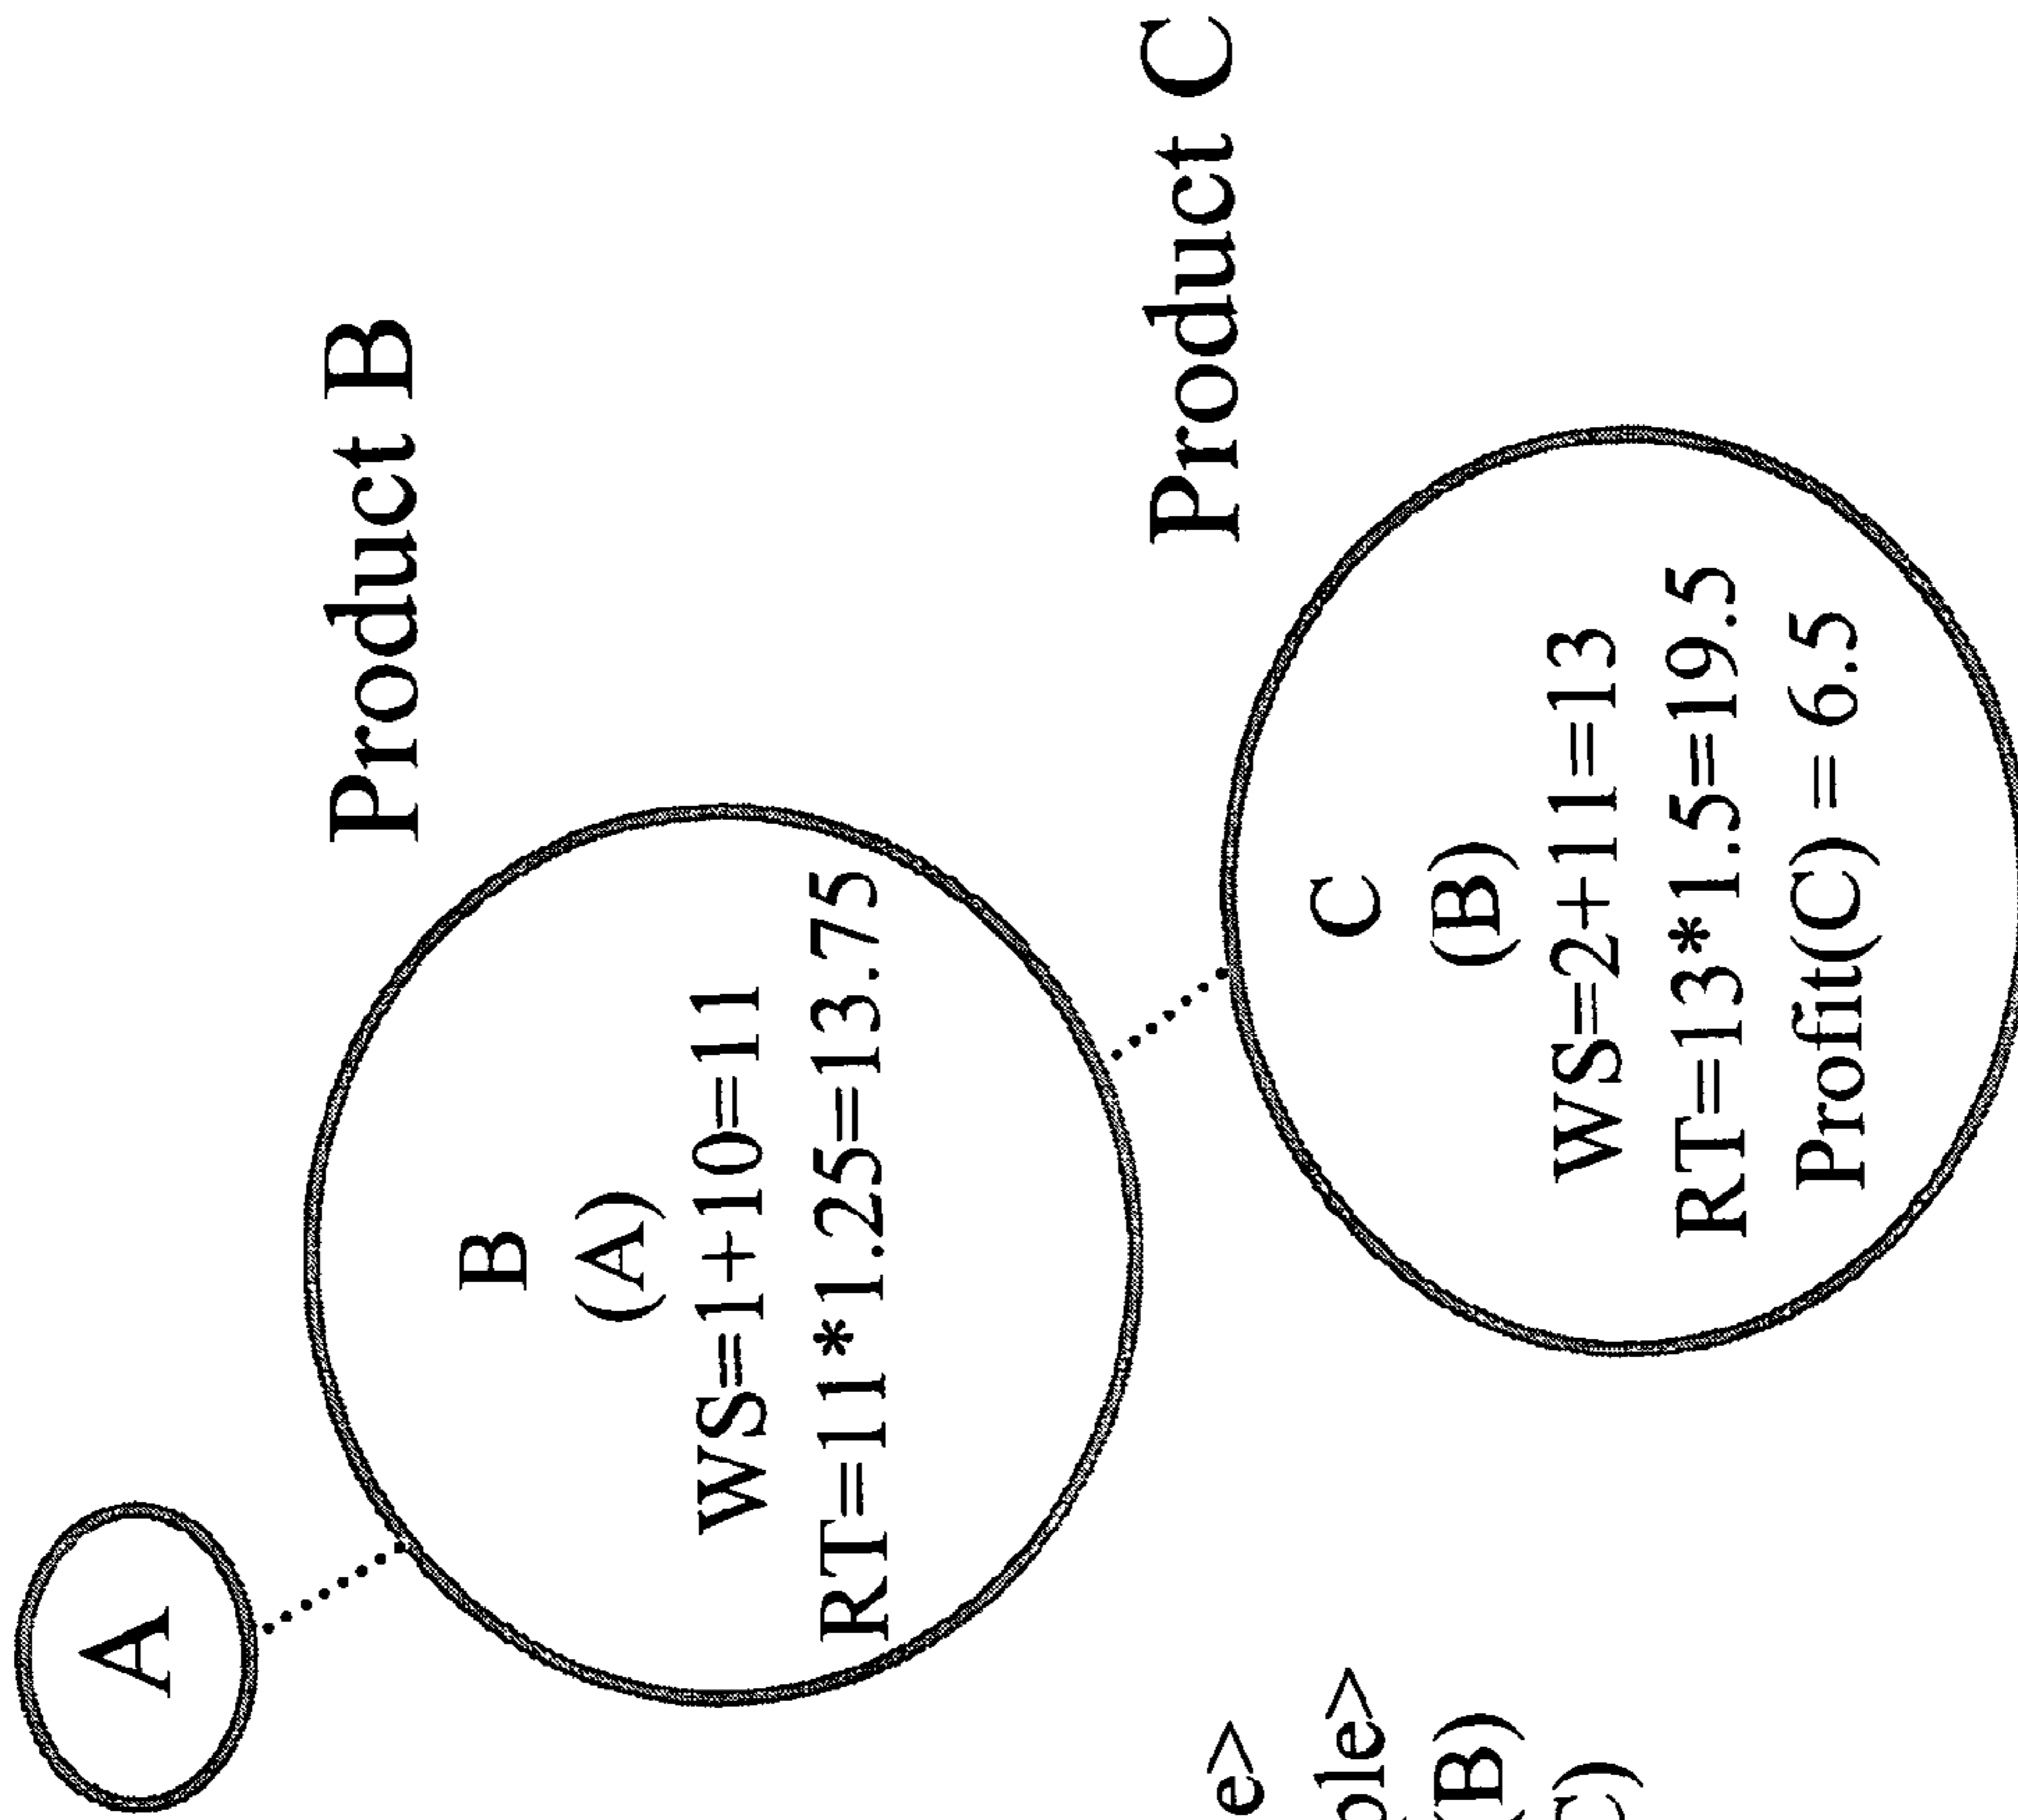 A
Product B
B
(A)
WS=1+10=11
RT=11*1.25=13.75
Product C
C
(B)
WS=2+11=13
RT=13*1.5=19.5
Profit(C) = 6.5
e>
ole>
(B)
C)